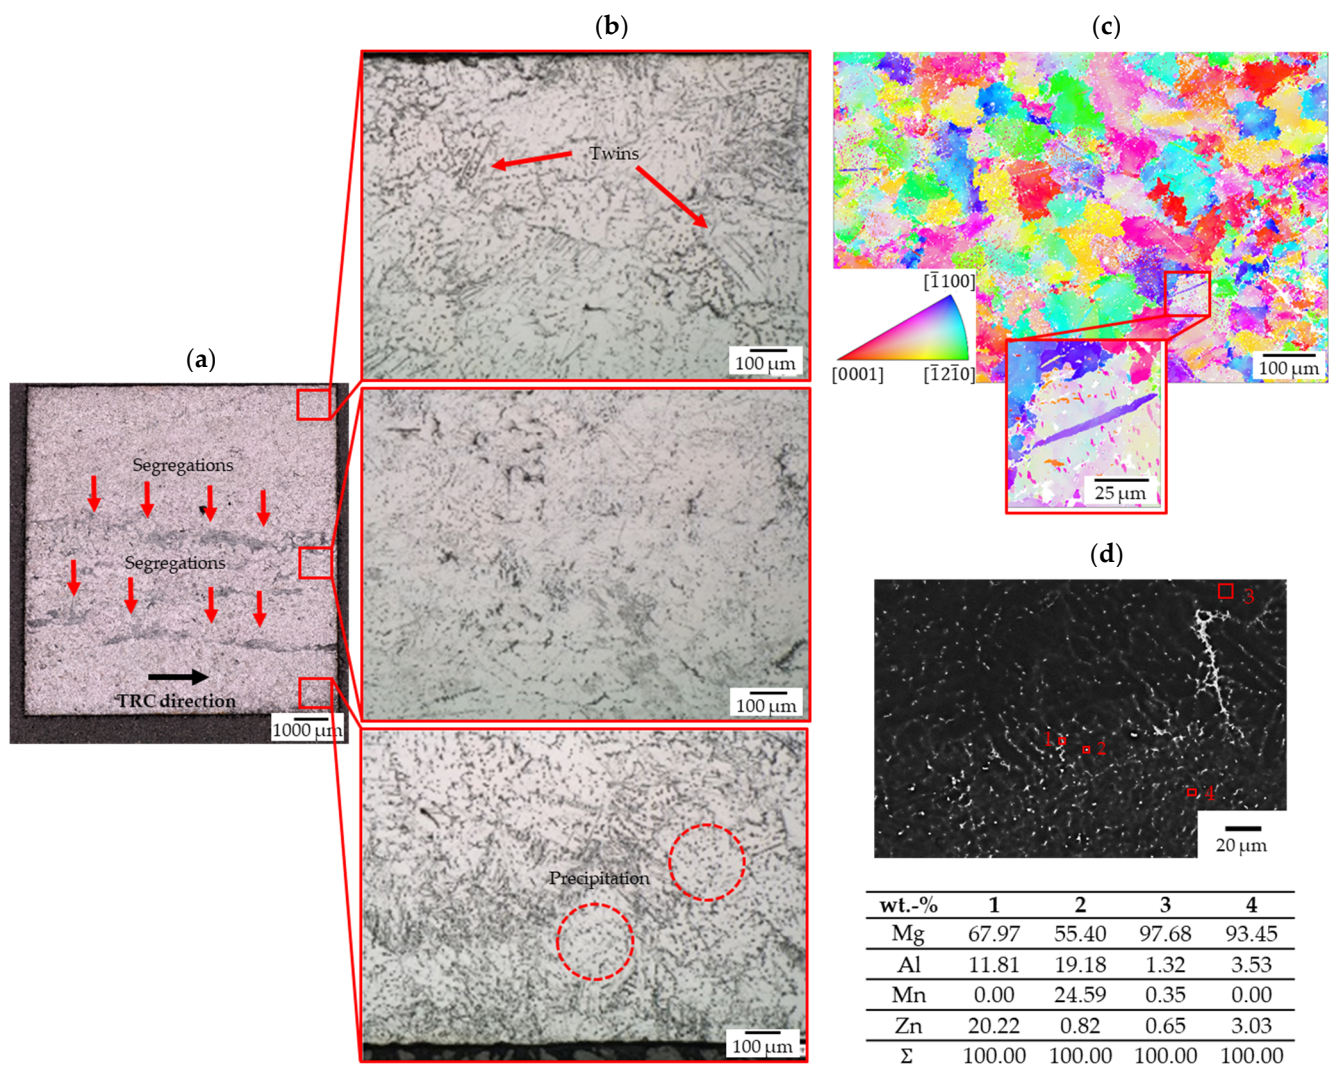 (a)
Segregations
Segregations
TRC direction
1000 µm
(b)
Twins
100 µm
100 µm
Precipitation
100 µm
(c)
[1̅100]
[0001]
[1̅21̅0]
100 µm
25 µm
(d)
3
1
2
4
20 µm
wt.-% 1 2 3 4
Mg 67.97 55.40 97.68 93.45
Al 11.81 19.18 1.32 3.53
Mn 0.00 24.59 0.35 0.00
Zn 20.22 0.82 0.65 3.03
Σ 100.00 100.00 100.00 100.00